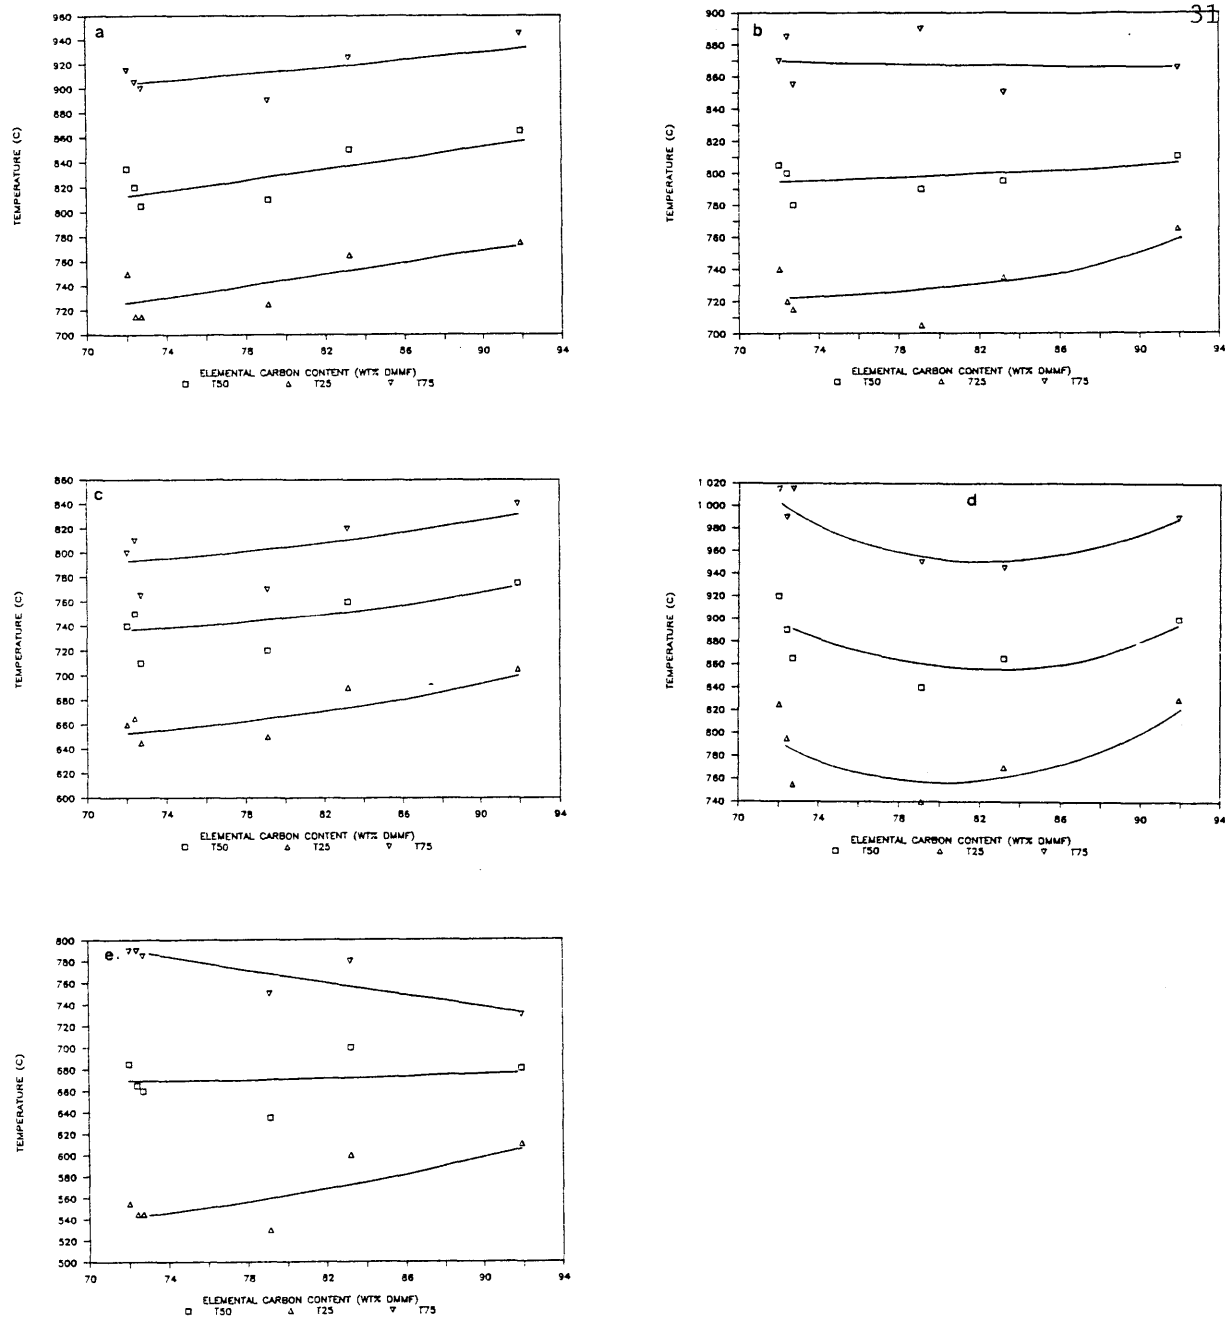 31
a
960
940
920
900
880
860
840
820
800
780
760
740
720
700
70 74 78 82 86 90 94
TEMPERATURE (C)
ELEMENTAL CARBON CONTENT (WT% DMMF)
T50 T25 T75
b
900
880
860
840
820
800
780
760
740
720
700
70 74 78 82 86 90 94
TEMPERATURE (C)
ELEMENTAL CARBON CONTENT (WT% DMMF)
T50 T25 T75
c
860
840
820
800
780
760
740
720
700
680
660
640
620
600
70 74 78 82 86 90 94
TEMPERATURE (C)
ELEMENTAL CARBON CONTENT (WT% DMMF)
T50 T25 T75
d
1 020
1 000
980
960
940
920
900
880
860
840
820
800
780
760
740
70 74 78 82 86 90 94
TEMPERATURE (C)
ELEMENTAL CARBON CONTENT (WT% DMMF)
T50 T25 T75
e.
800
780
760
740
720
700
680
660
640
620
600
580
560
540
520
500
70 74 78 82 86 90 94
TEMPERATURE (C)
ELEMENTAL CARBON CONTENT (WT% DMMF)
T50 T25 T75